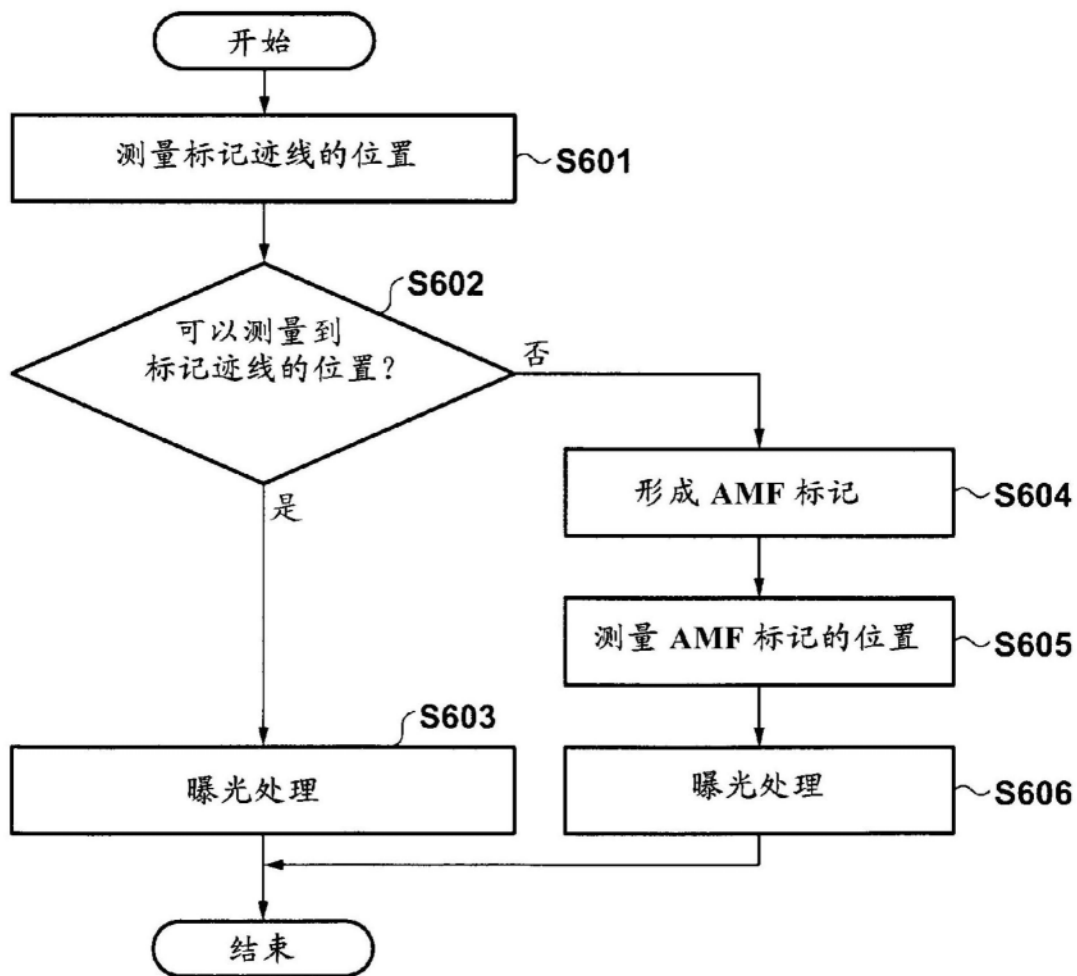 开始
测量标记迹线的位置
S601
S602
可以测量到
标记迹线的位置?
否
是
形成 AMF 标记
S604
测量 AMF 标记的位置
S605
S603
曝光处理
曝光处理
S606
结束